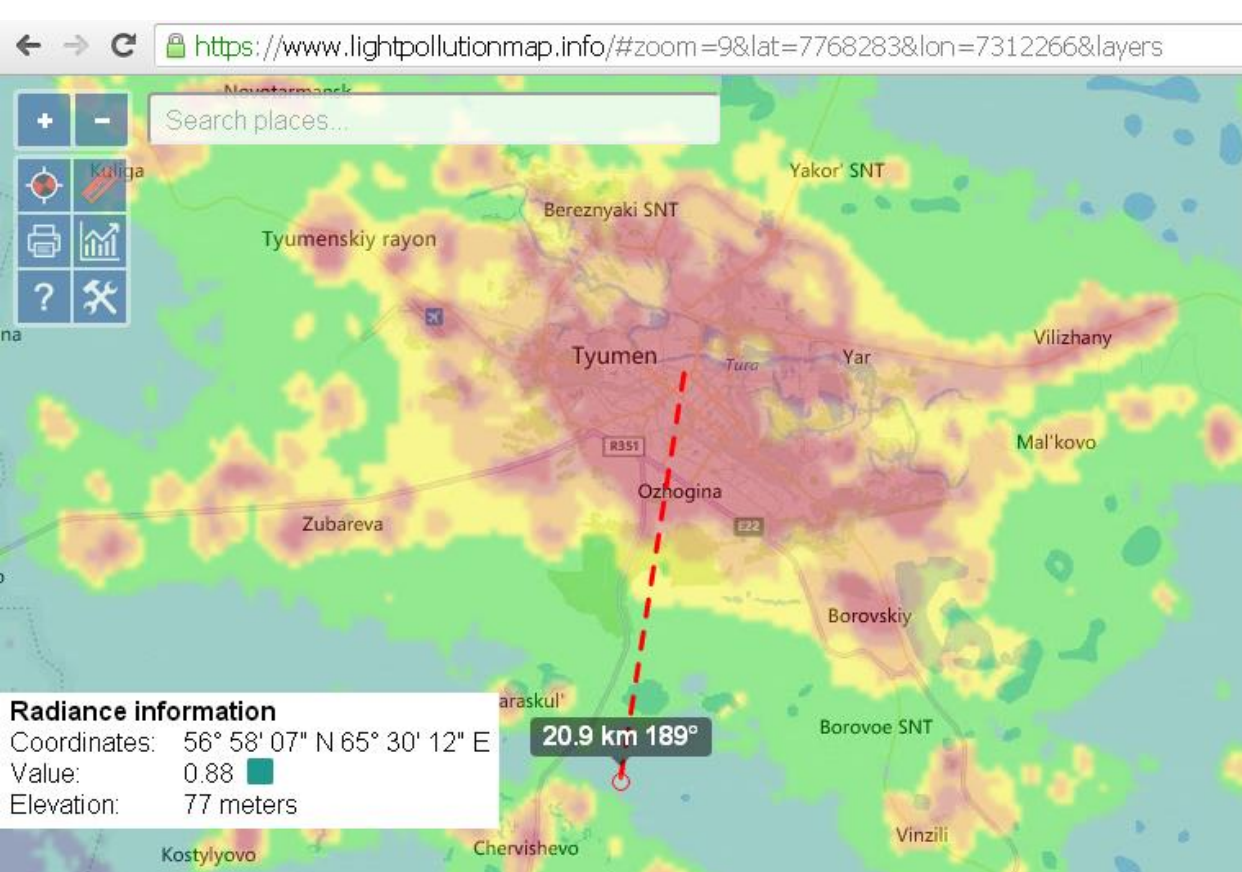 https://www.lightpollutionmap.info/#zoom=9&lat=7768283&lon=7312266&layers
Novotarmansk
+ -
Search places...
Kuliga
Yakor' SNT
Bereznyaki SNT
Tyumenskiy rayon
?
na
Vilizhany
Tyumen
Tura
Yar
R351
Mal'kovo
Ozhogina
Zubareva
E22
Borovskiy
Radiance information
araskul'
Coordinates: 56° 58' 07" N 65° 30' 12" E
20.9 km 189°
Borovoe SNT
Value: 0.88
Elevation: 77 meters
Vinzili
Kostylyovo
Chervishevo